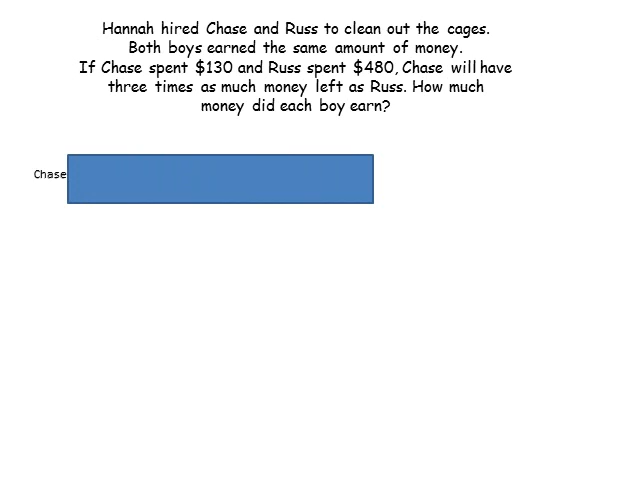 Hannah hired Chase and Russ to clean out the cages.
Both boys earned the same amount of money.
If Chase spent $130 and Russ spent $480, Chase will have
three times as much money left as Russ. How much
money did each boy earn?
Chase